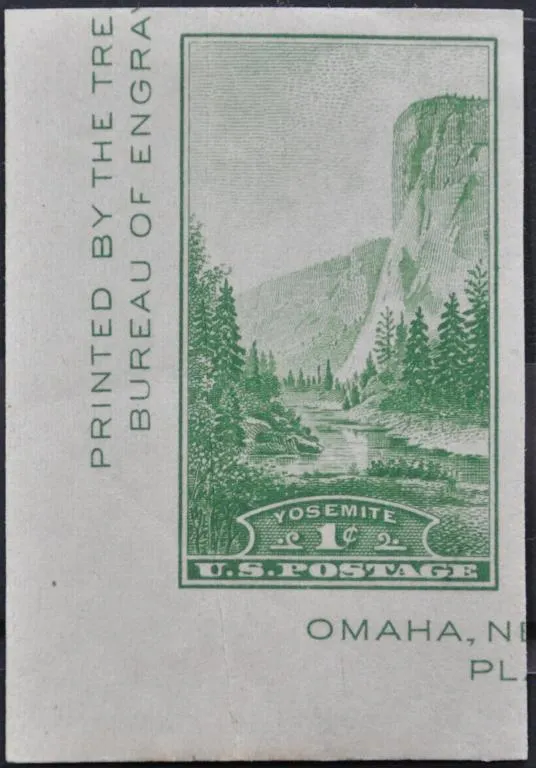 PRINTED BY THE TRE
BUREAU OF ENGRA
YOSEMITE
1¢
U.S. POSTAGE
OMAHA, NE
PL